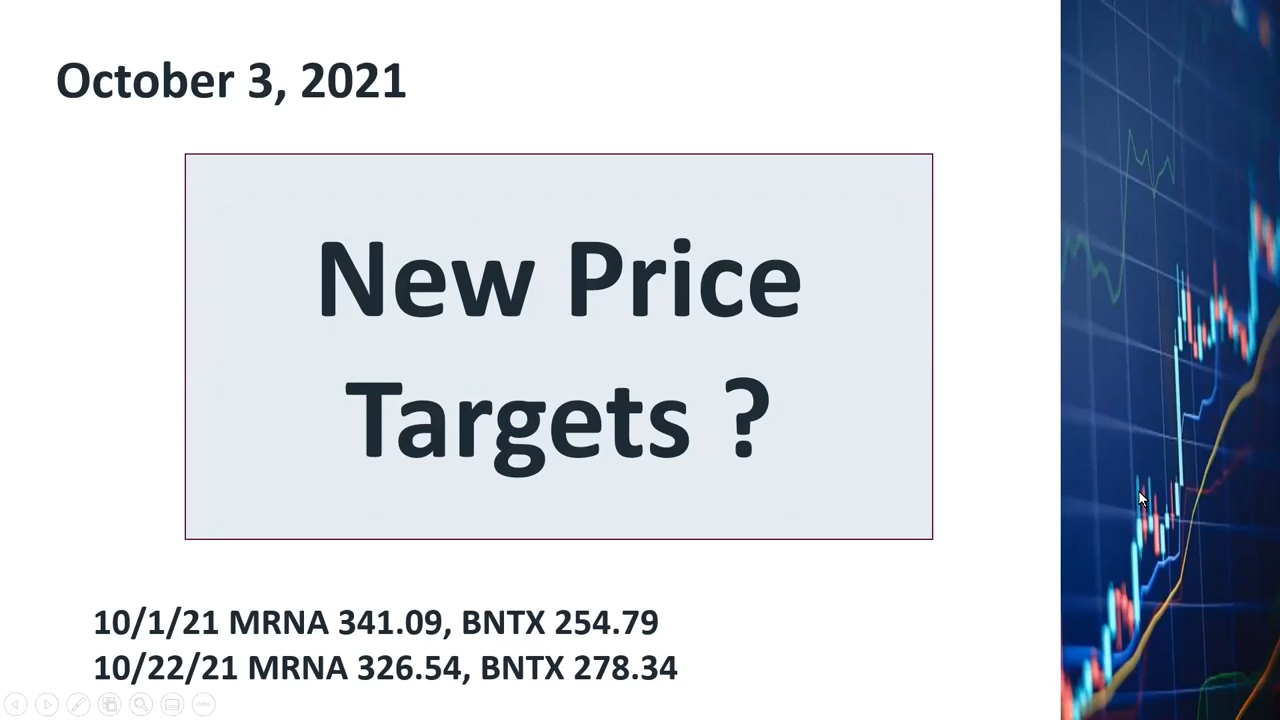 October 3, 2021
New Price
Targets ?
10/1/21 MRNA 341.09, BNTX 254.79
10/22/21 MRNA 326.54, BNTX 278.34